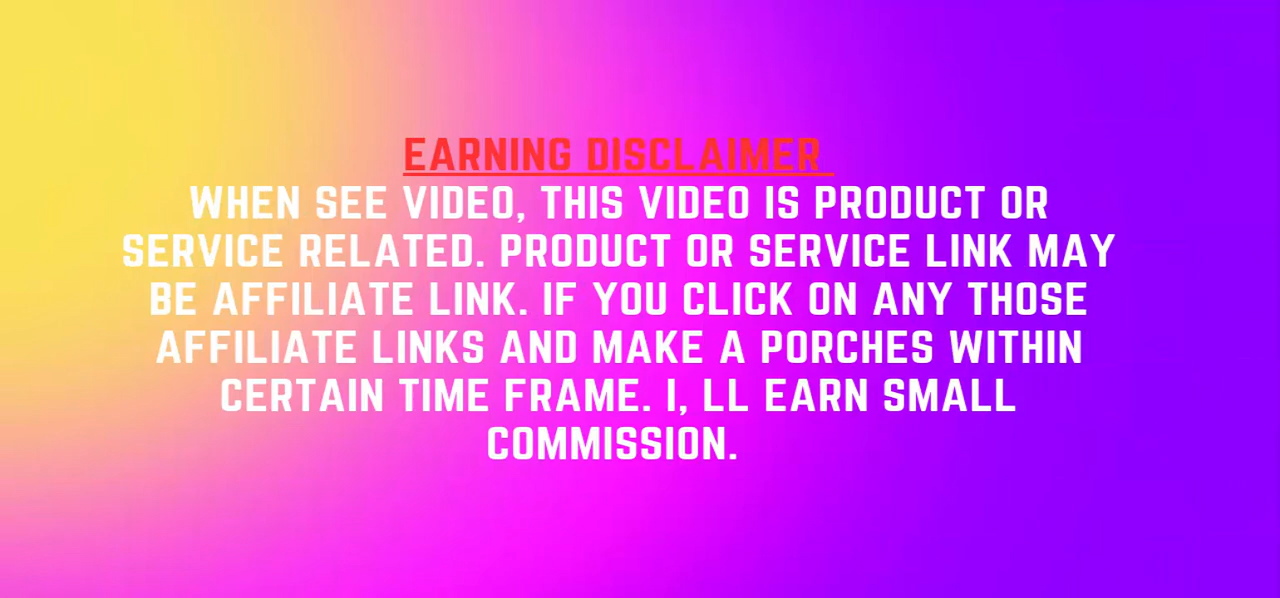 EARNING DISCLAIMER
WHEN SEE VIDEO, THIS VIDEO IS PRODUCT OR
SERVICE RELATED. PRODUCT OR SERVICE LINK MAY
BE AFFILIATE LINK. IF YOU CLICK ON ANY THOSE
AFFILIATE LINKS AND MAKE A PORCHES WITHIN
CERTAIN TIME FRAME. I, LL EARN SMALL
COMMISSION.